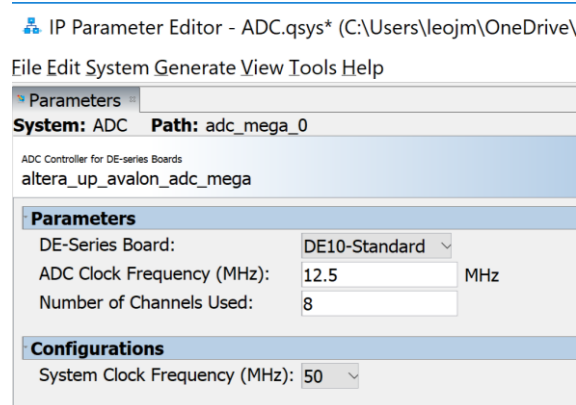 IP Parameter Editor - ADC.qsys* (C:\Users\leojm\OneDrive\
File Edit System Generate View Tools Help
Parameters
System: ADC Path: adc_mega_0
ADC Controller for DE-series Boards
altera_up_avalon_adc_mega
Parameters
DE-Series Board: DE10-Standard
ADC Clock Frequency (MHz): 12.5 MHz
Number of Channels Used: 8
Configurations
System Clock Frequency (MHz): 50